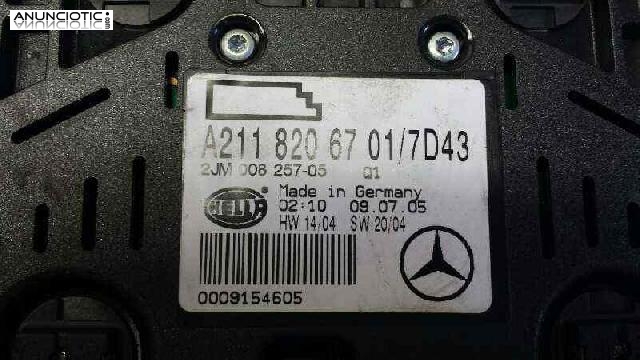 ANUNCIOTIC.es
A211 820 67 01/7D43
2JM 008 257-05 Q1
HELLA
Made in Germany
02:10 09.07.05
HW 14/04 SW 20/04
0009154605